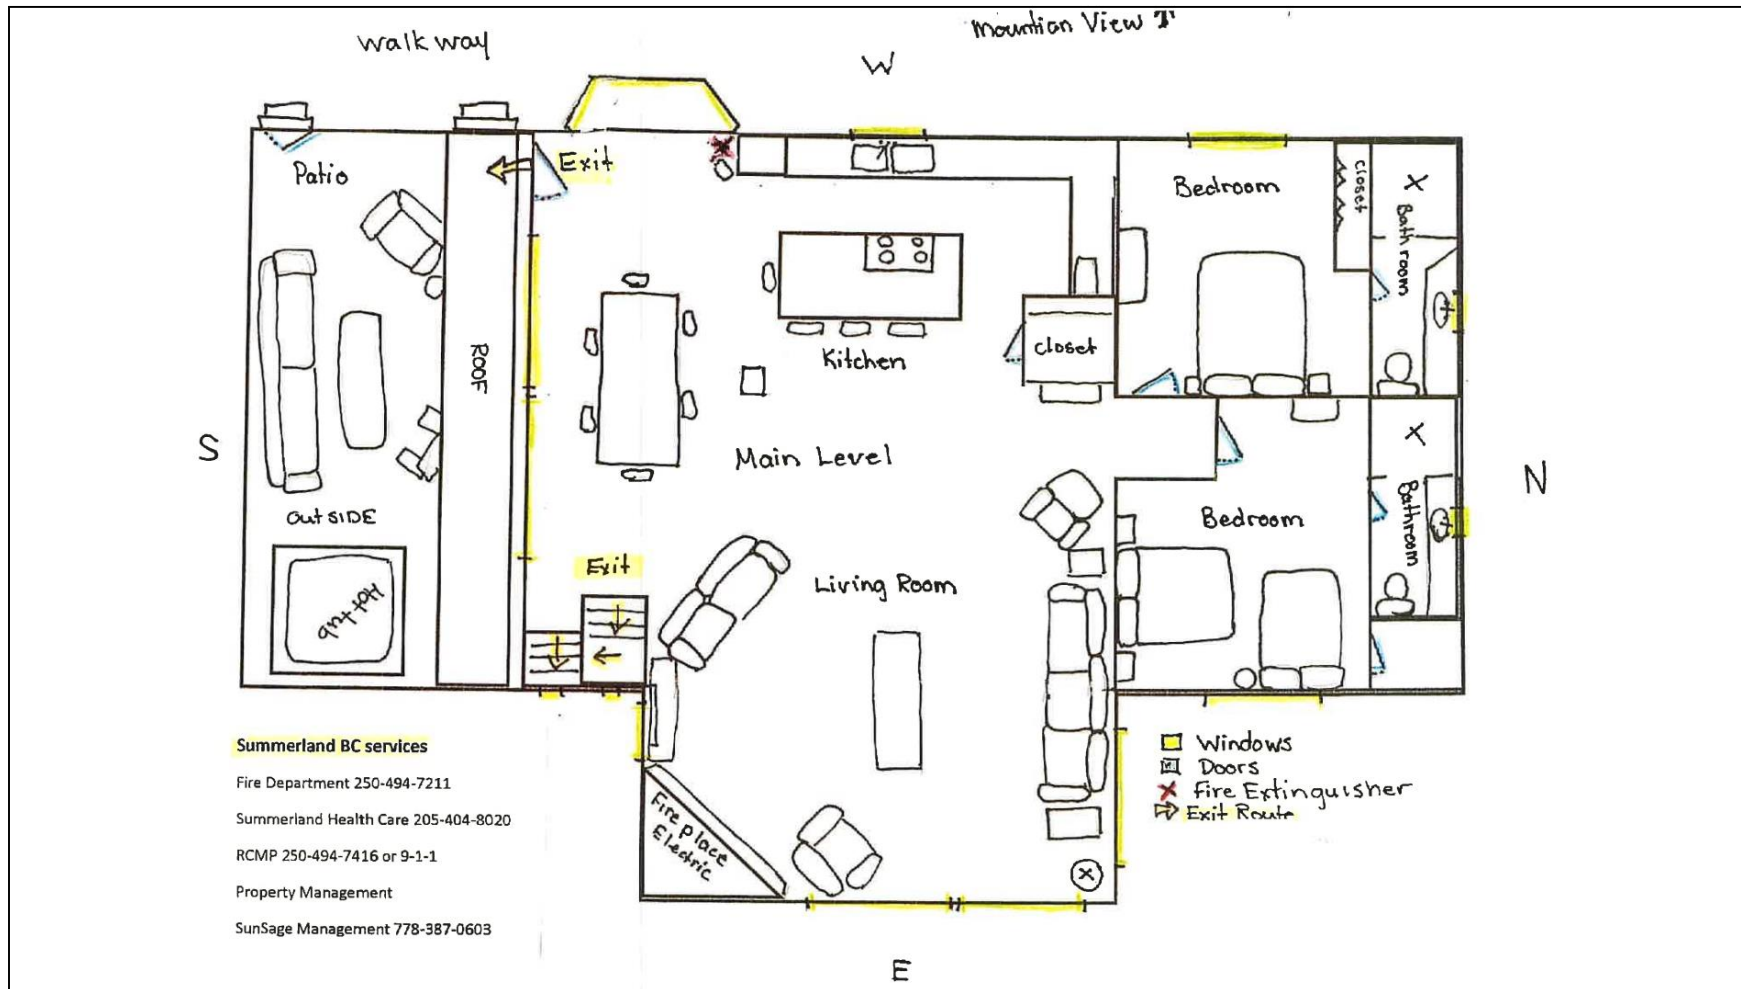 walkway
Mountian View
W
Patio
Exit
ROOF
Bedroom
closet
X
Bathroom
Kitchen
closet
S
Main Level
X
N
OutSIDE
Bedroom
Bathroom
Exit
Living Room
Hot tub
Fire place
Electric
X
Windows
Doors
Fire Extinguisher
Exit Route
Summerland BC services
Fire Department 250-494-7211
Summerland Health Care 205-404-8020
RCMP 250-494-7416 or 9-1-1
Property Management
SunSage Management 778-387-0603
E